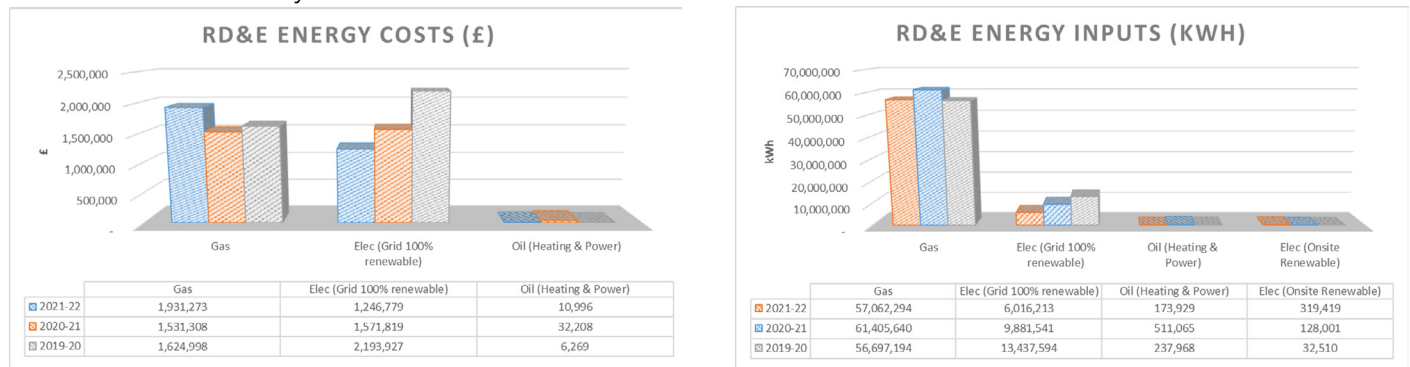 RD&E ENERGY COSTS (£)
2,500,000
2,000,000
1,500,000
1,000,000
500,000
-
£
Gas
Elec (Grid 100% renewable)
Oil (Heating & Power)
Gas Elec (Grid 100% renewable) Oil (Heating & Power)
2021-22 1,931,273 1,246,779 10,996
2020-21 1,531,308 1,571,819 32,208
2019-20 1,624,998 2,193,927 6,269
RD&E ENERGY INPUTS (KWH)
70,000,000
60,000,000
50,000,000
40,000,000
30,000,000
20,000,000
10,000,000
-
kWh
Gas
Elec (Grid 100%
renewable)
Oil (Heating &
Power)
Elec (Onsite
Renewable)
Gas Elec (Grid 100% renewable) Oil (Heating & Power) Elec (Onsite Renewable)
2021-22 57,062,294 6,016,213 173,929 319,419
2020-21 61,405,640 9,881,541 511,065 128,001
2019-20 56,697,194 13,437,594 237,968 32,510